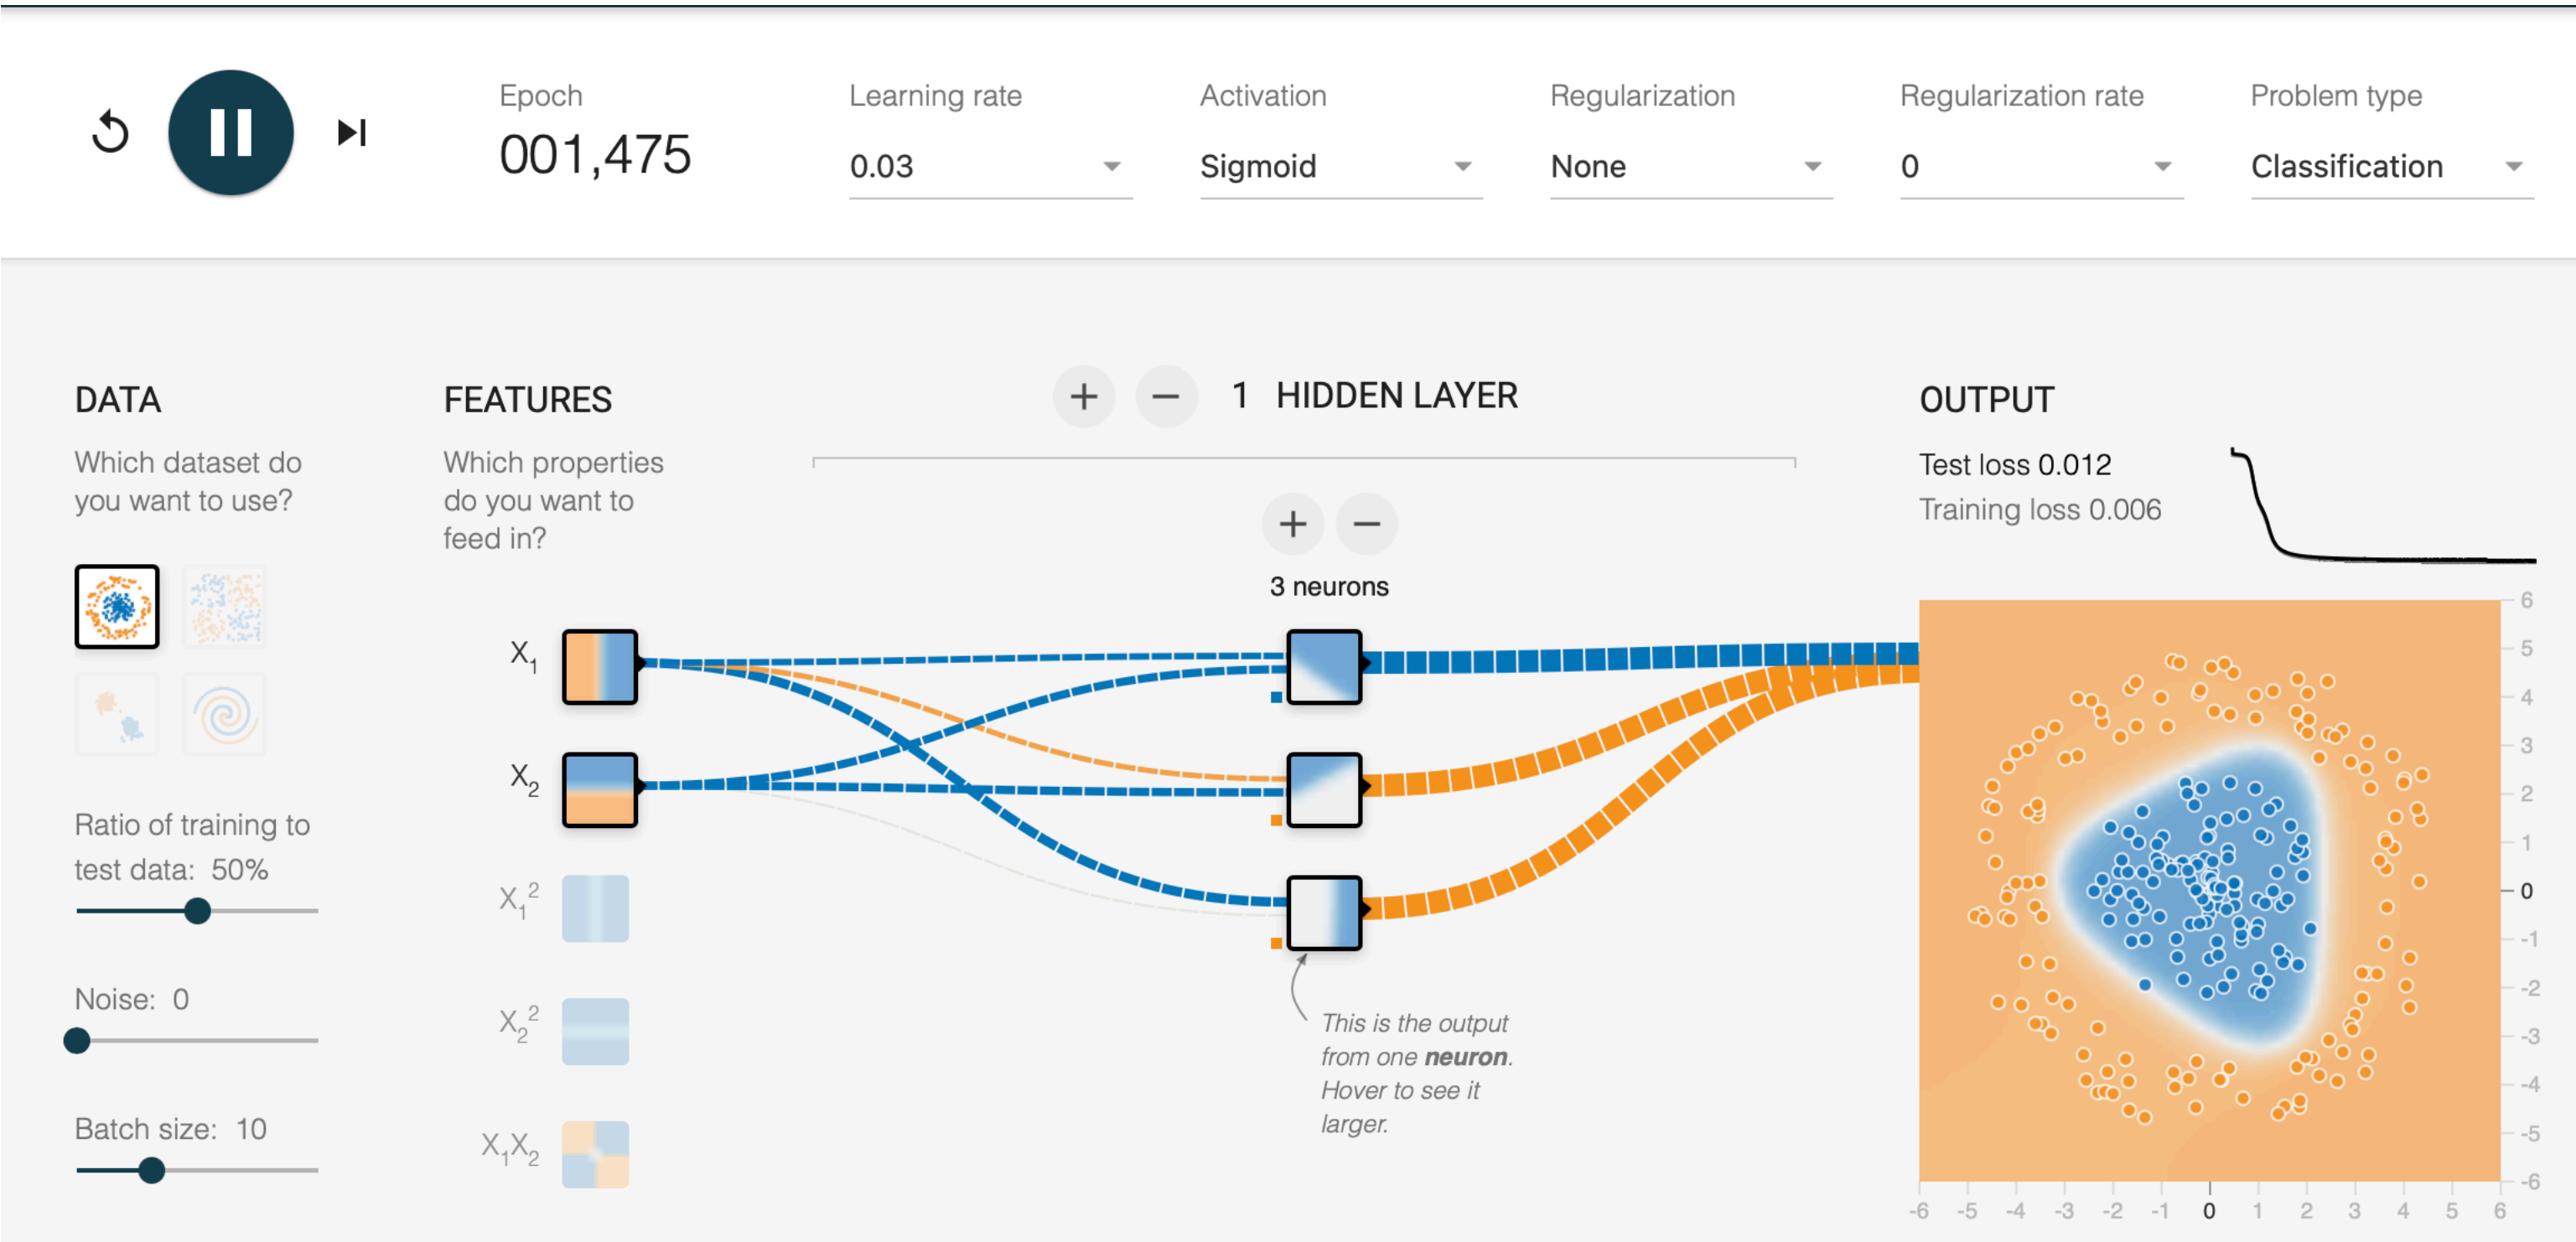 Epoch
001,475
Learning rate
0.03
Activation
Sigmoid
Regularization
None
Regularization rate
0
Problem type
Classification
DATA
Which dataset do
you want to use?
Ratio of training to
test data: 50%
Noise: 0
Batch size: 10
FEATURES
Which properties
do you want to
feed in?
X1
X2
X1^2
X2^2
X1X2
+ − 1 HIDDEN LAYER
+ −
3 neurons
This is the output
from one neuron.
Hover to see it
larger.
OUTPUT
Test loss 0.012
Training loss 0.006
6
5
4
3
2
1
0
-1
-2
-3
-4
-5
-6
-6 -5 -4 -3 -2 -1 0 1 2 3 4 5 6